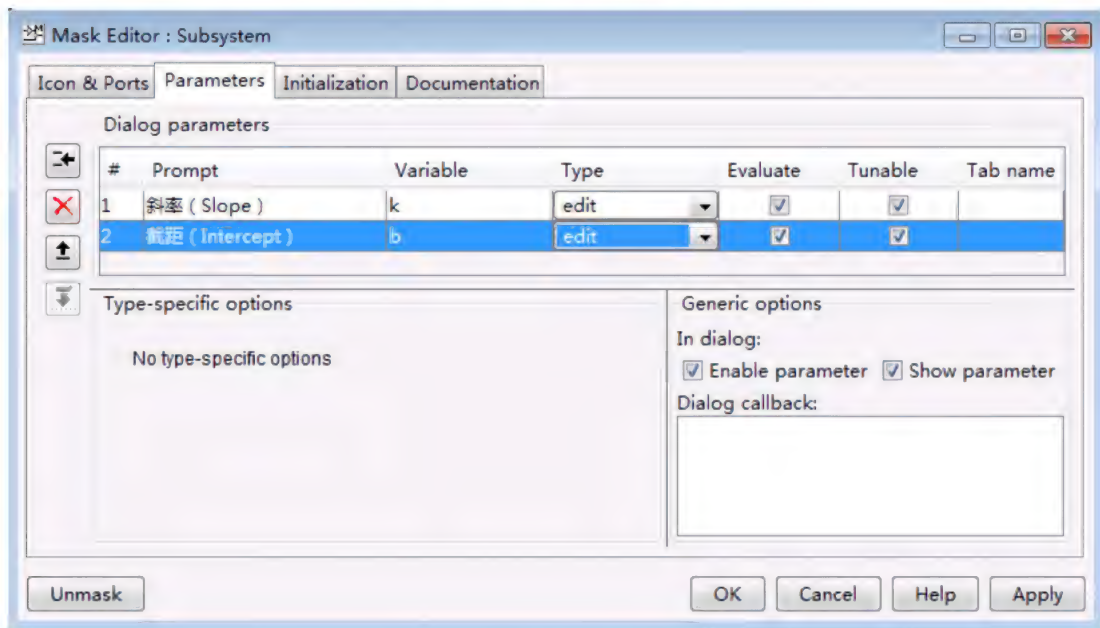 Mask Editor : Subsystem
Icon & Ports Parameters Initialization Documentation
Dialog parameters
# Prompt Variable Type Evaluate Tunable Tab name
1 斜率 ( Slope ) k edit
2 截距 ( Intercept ) b edit
Type-specific options
No type-specific options
Generic options
In dialog:
Enable parameter Show parameter
Dialog callback:
Unmask OK Cancel Help Apply